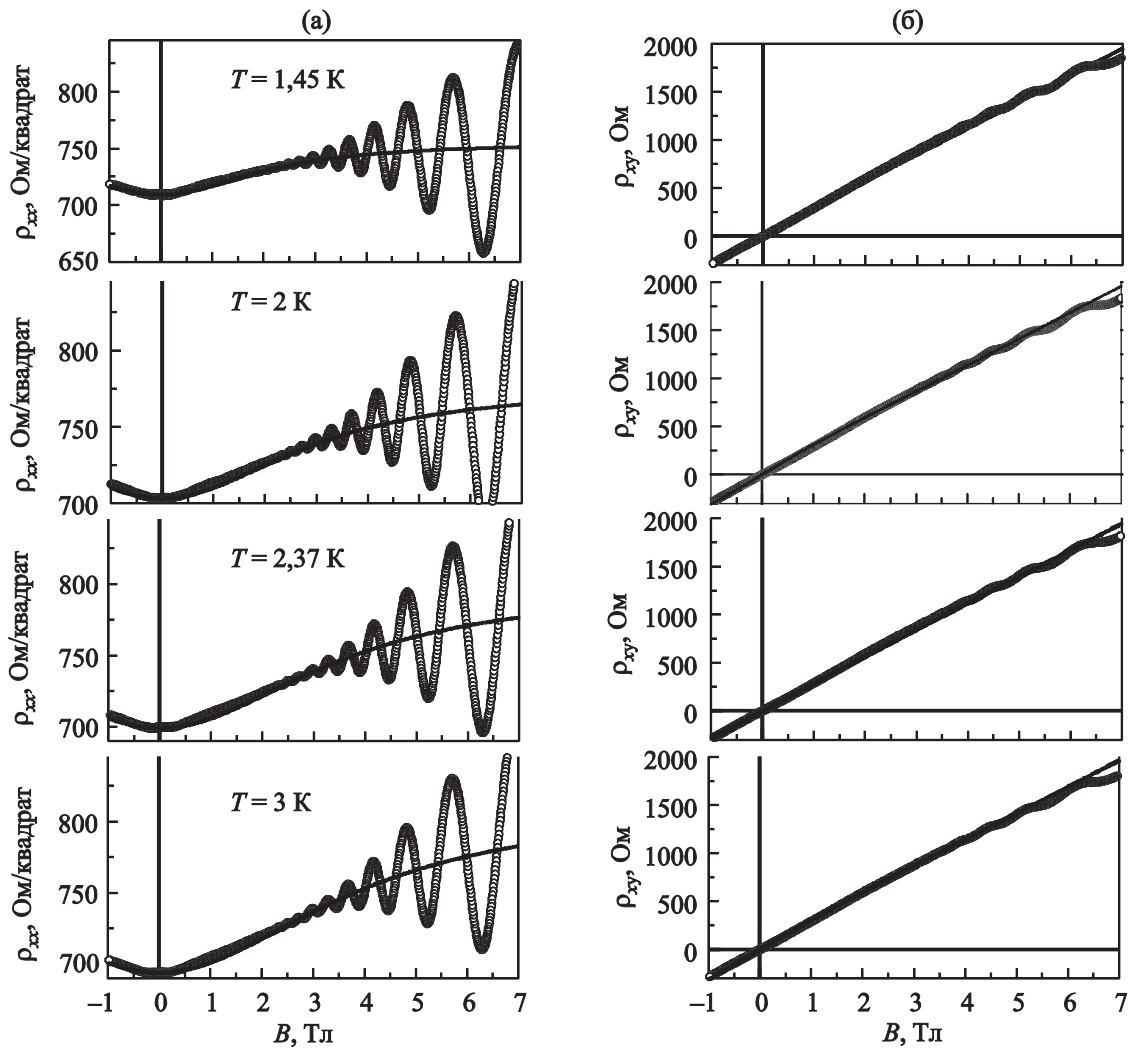 (а)
ρxx, Ом/квадрат
800
750
700
650
T = 1,45 К
ρxx, Ом/квадрат
800
750
700
T = 2 К
ρxx, Ом/квадрат
800
750
700
T = 2,37 К
ρxx, Ом/квадрат
800
750
700
T = 3 К
–1 0 1 2 3 4 5 6 7
B, Тл
(б)
ρxy, Ом
2000
1500
1000
500
0
ρxy, Ом
2000
1500
1000
500
0
ρxy, Ом
2000
1500
1000
500
0
ρxy, Ом
2000
1500
1000
500
0
–1 0 1 2 3 4 5 6 7
B, Тл